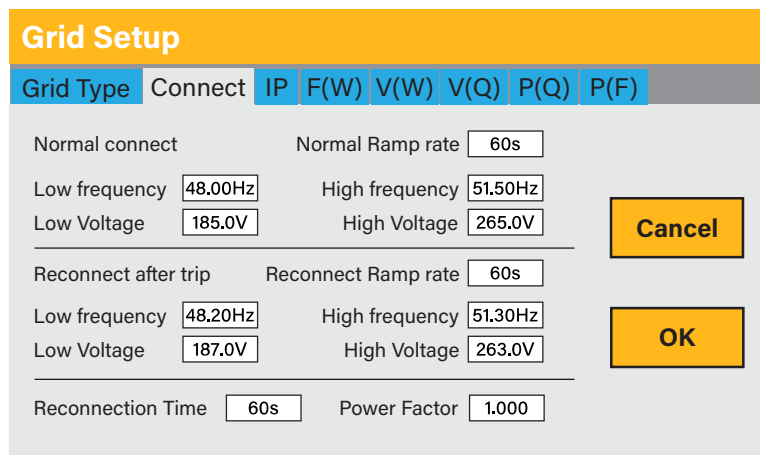 Grid Setup
Grid Type Connect IP F(W) V(W) V(Q) P(Q) P(F)
Normal connect Normal Ramp rate 60s
Low frequency 48.00Hz High frequency 51.50Hz
Low Voltage 185.0V High Voltage 265.0V
Cancel
Reconnect after trip Reconnect Ramp rate 60s
Low frequency 48.20Hz High frequency 51.30Hz
Low Voltage 187.0V High Voltage 263.0V
OK
Reconnection Time 60s Power Factor 1.000